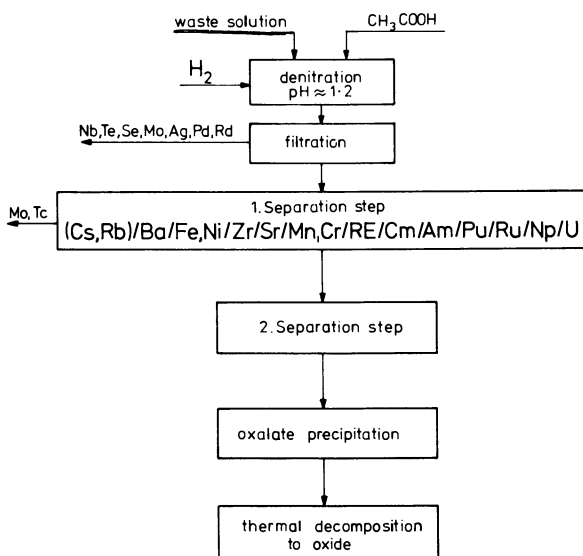 waste solution
CH3COOH
H2
denitration
pH≈1·2
Nb,Te,Se,Mo,Ag,Pd,Rd
filtration
Mo,Tc
1.Separation step
(Cs,Rb)/Ba/Fe,Ni/Zr/Sr/Mn,Cr/RE/Cm/Am/Pu/Ru/Np/U
2.Separation step
oxalate precipitation
thermal decomposition
to oxide